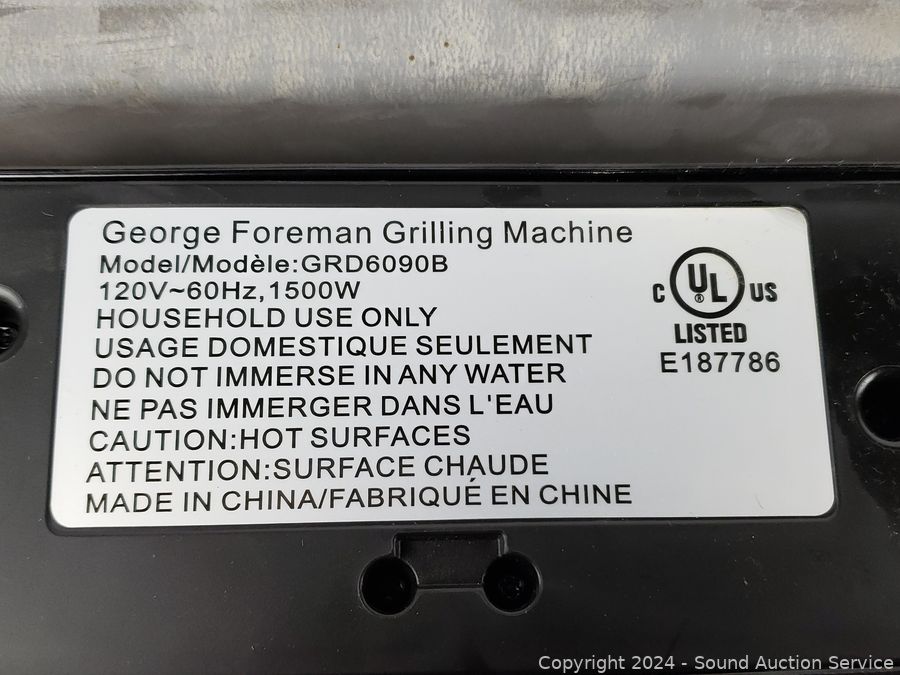 George Foreman Grilling Machine
Model/Modèle:GRD6090B
120V~60Hz,1500W
HOUSEHOLD USE ONLY
USAGE DOMESTIQUE SEULEMENT
DO NOT IMMERSE IN ANY WATER
NE PAS IMMERGER DANS L'EAU
CAUTION:HOT SURFACES
ATTENTION:SURFACE CHAUDE
MADE IN CHINA/FABRIQUÉ EN CHINE
C UL ® US
LISTED
E187786
Copyright 2024 - Sound Auction Service